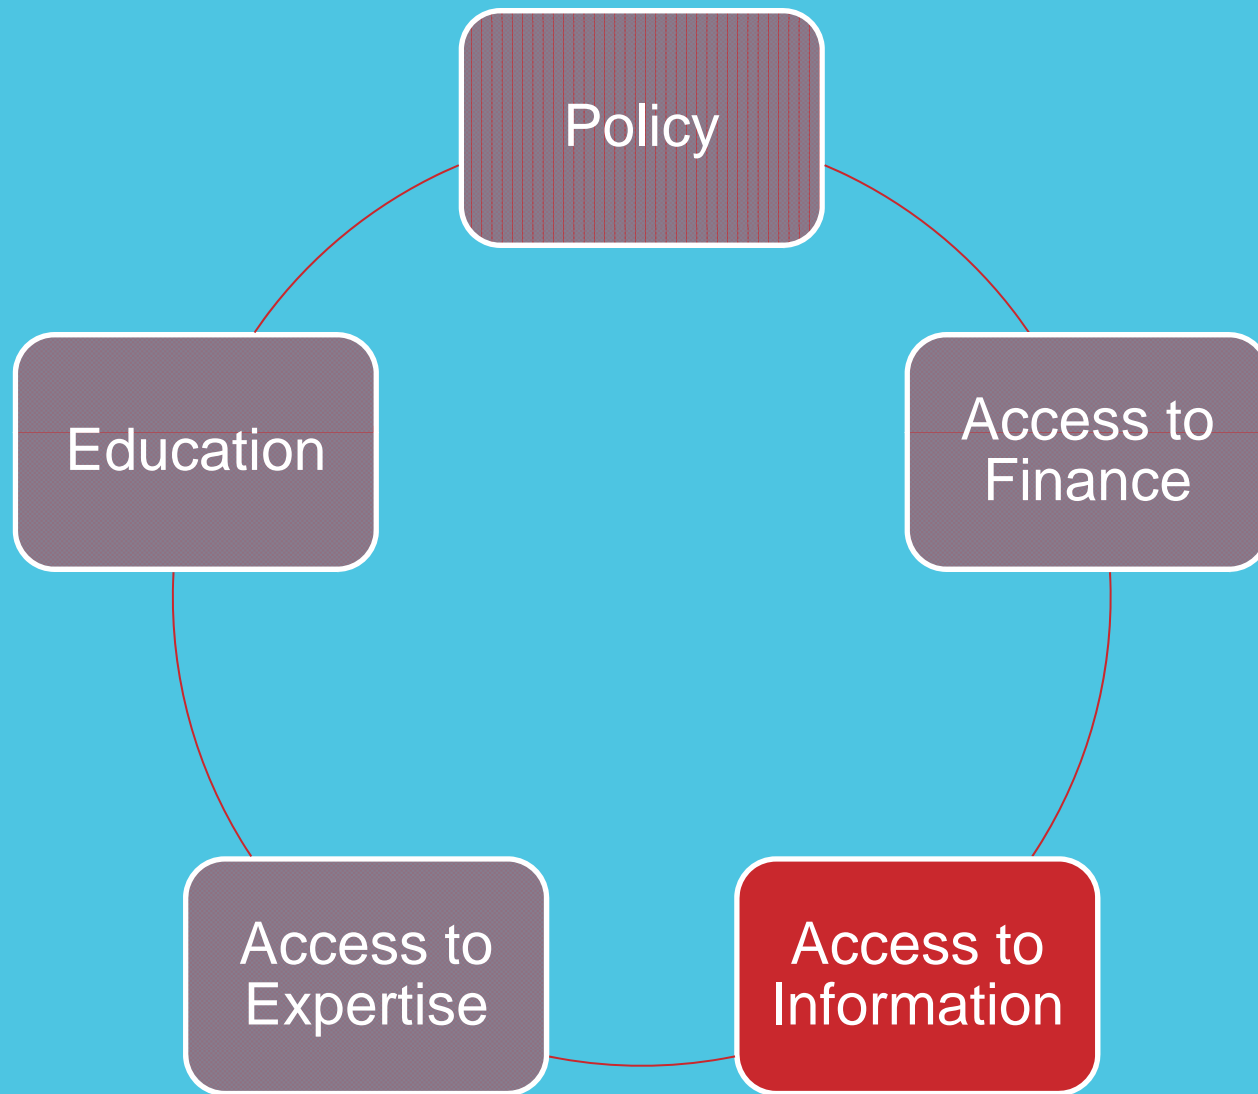 Policy
Education
Access to
Finance
Access to
Expertise
Access to
Information